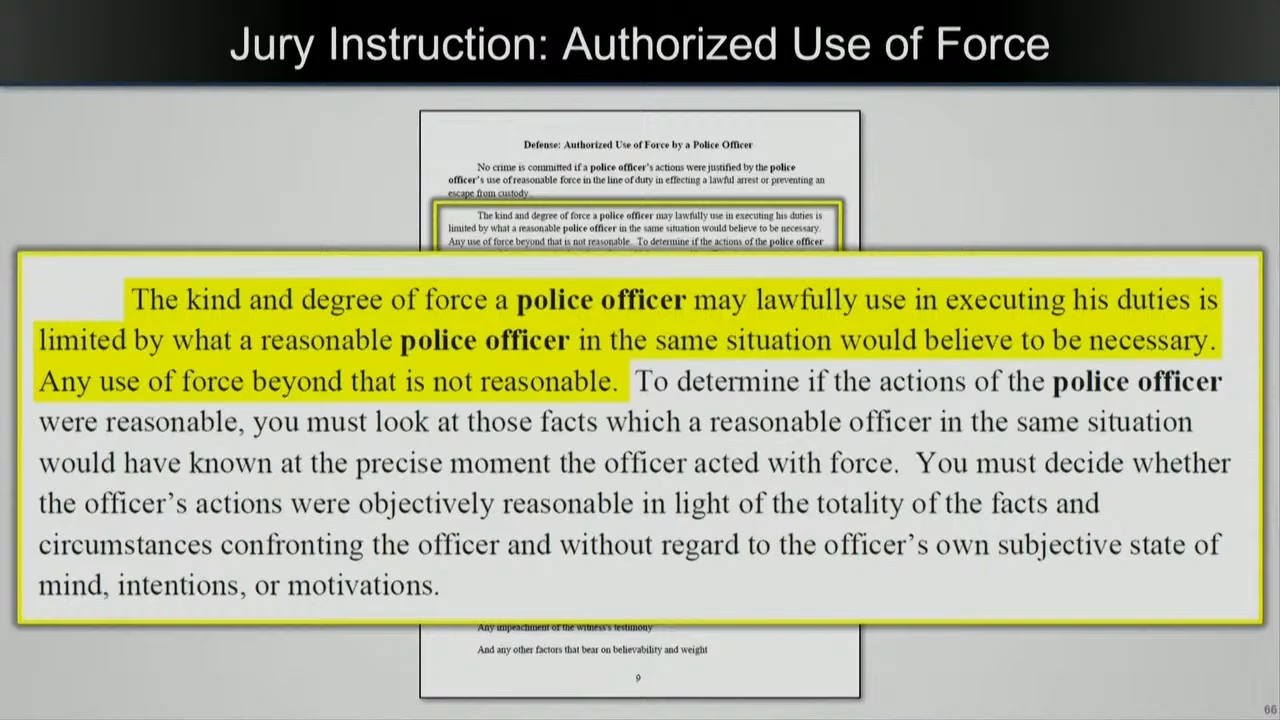 Jury Instruction: Authorized Use of Force
Defense: Authorized Use of Force by a Police Officer
No crime is committed if a police officer's actions were justified by the police
officer's use of reasonable force in the line of duty in effecting a lawful arrest or preventing an
escape from custody.
The kind and degree of force a police officer may lawfully use in executing his duties is
limited by what a reasonable police officer in the same situation would believe to be necessary.
Any use of force beyond that is not reasonable. To determine if the actions of the police officer
The kind and degree of force a police officer may lawfully use in executing his duties is
limited by what a reasonable police officer in the same situation would believe to be necessary.
Any use of force beyond that is not reasonable. To determine if the actions of the police officer
were reasonable, you must look at those facts which a reasonable officer in the same situation
would have known at the precise moment the officer acted with force. You must decide whether
the officer's actions were objectively reasonable in light of the totality of the facts and
circumstances confronting the officer and without regard to the officer's own subjective state of
mind, intentions, or motivations.
Any impeachment of the witness's testimony
And any other factors that bear on believability and weight
9
66